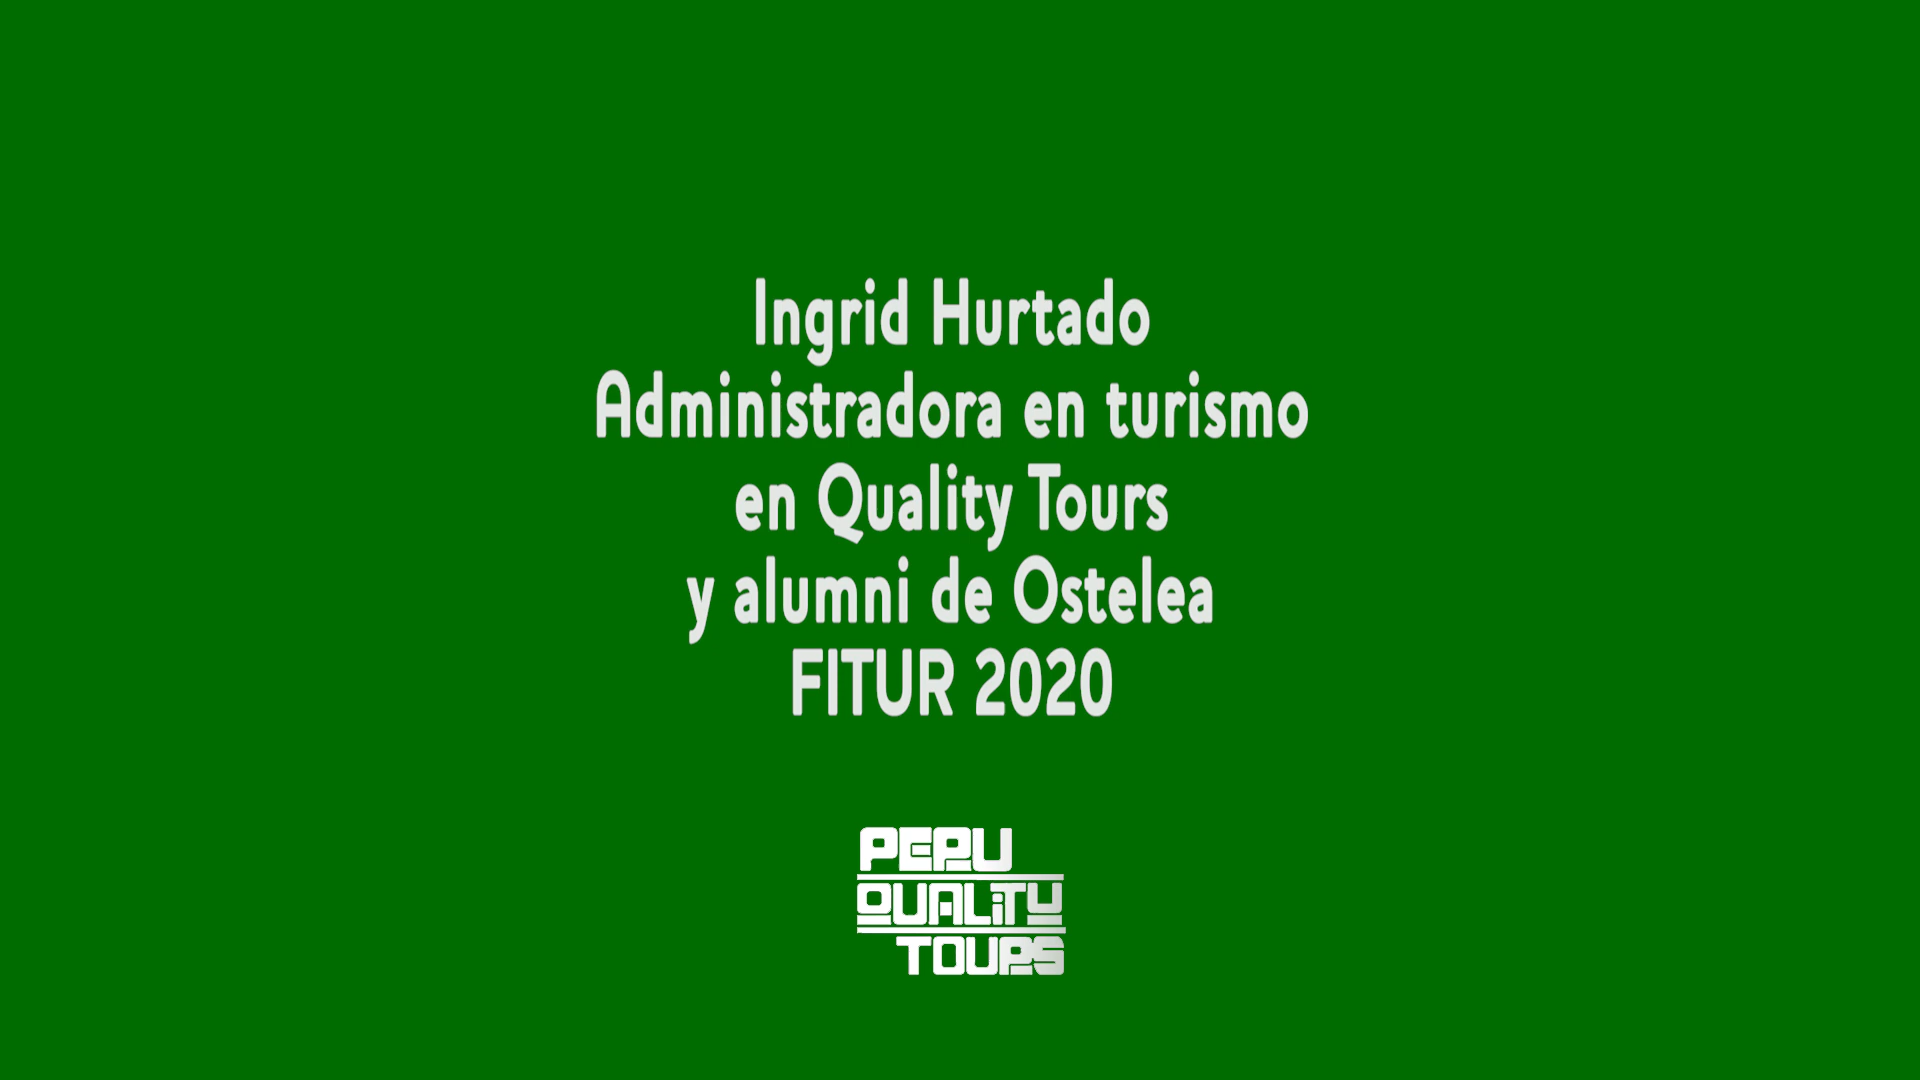 Ingrid Hurtado
Administradora en turismo
en Quality Tours
y alumni de Ostelea
FITUR 2020
PERU
QUALITY
TOURS